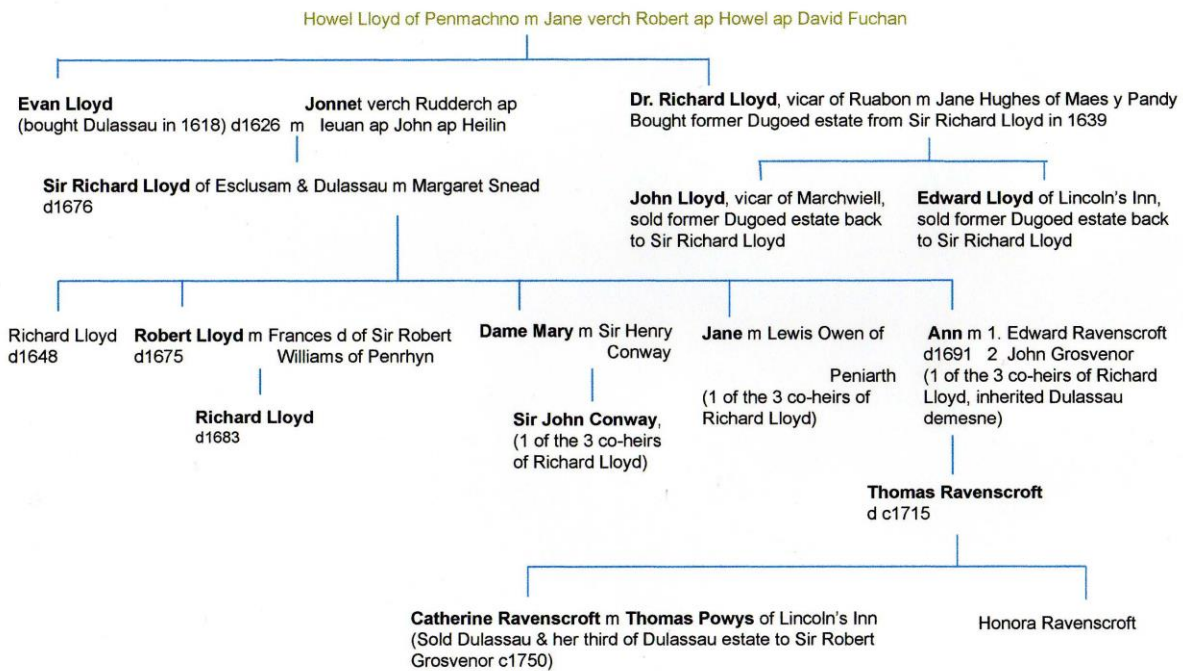 Howel Lloyd of Penmachno m Jane verch Robert ap Howel ap David Fuchan
Evan Lloyd
(bought Dulassau in 1618) d1626 m
Jonnet verch Rudderch ap
Ieuan ap John ap Heilin
Dr. Richard Lloyd, vicar of Ruabon m Jane Hughes of Maes y Pandy
Bought former Dugoed estate from Sir Richard Lloyd in 1639
Sir Richard Lloyd of Esclusam & Dulassau m Margaret Snead
d1676
John Lloyd, vicar of Marchwiell,
sold former Dugoed estate back
to Sir Richard Lloyd
Edward Lloyd of Lincoln's Inn,
sold former Dugoed estate back
to Sir Richard Lloyd
Richard Lloyd
d1648
Robert Lloyd m Frances d of Sir Robert
d1675 Williams of Penrhyn
Dame Mary m Sir Henry
Conway
Jane m Lewis Owen of
Peniarth
(1 of the 3 co-heirs of
Richard Lloyd)
Ann m 1. Edward Ravenscroft
d1691 2 John Grosvenor
(1 of the 3 co-heirs of Richard
Lloyd, inherited Dulassau
demesne)
Richard Lloyd
d1683
Sir John Conway,
(1 of the 3 co-heirs
of Richard Lloyd)
Thomas Ravenscroft
d c1715
Catherine Ravenscroft m Thomas Powys of Lincoln's Inn
(Sold Dulassau & her third of Dulassau estate to Sir Robert
Grosvenor c1750)
Honora Ravenscroft